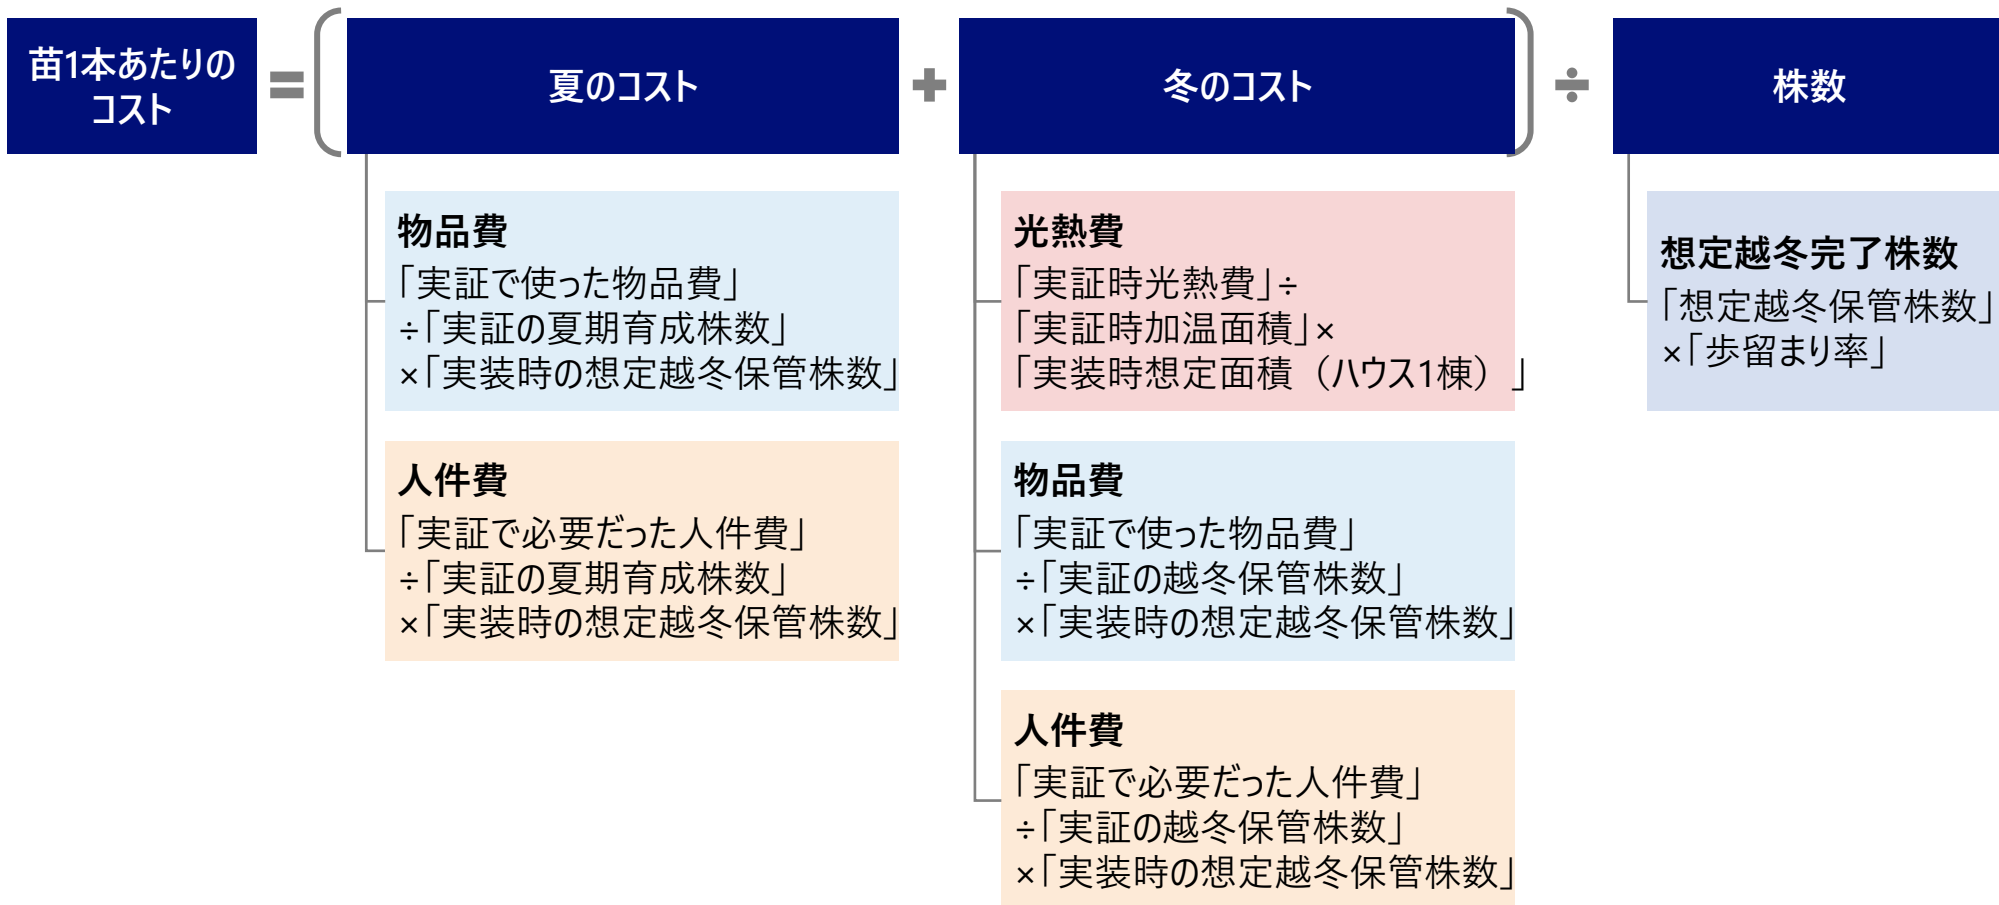 苗1本あたりの
コスト
=
夏のコスト
+
冬のコスト
÷
株数
物品費
「実証で使った物品費」
÷「実証の夏期育成株数」
×「実装時の想定越冬保管株数」
人件費
「実証で必要だった人件費」
÷「実証の夏期育成株数」
×「実装時の想定越冬保管株数」
光熱費
「実証時光熱費」÷
「実証時加温面積」×
「実装時想定面積（ハウス1棟）」
物品費
「実証で使った物品費」
÷「実証の越冬保管株数」
×「実装時の想定越冬保管株数」
人件費
「実証で必要だった人件費」
÷「実証の越冬保管株数」
×「実装時の想定越冬保管株数」
想定越冬完了株数
「想定越冬保管株数」
×「歩留まり率」